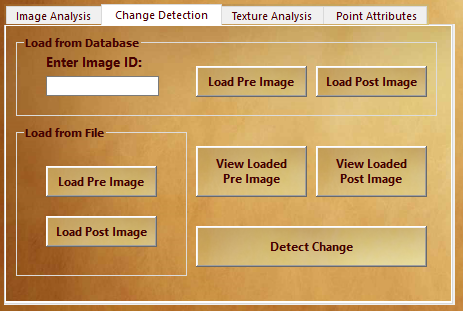 Image Analysis
Change Detection
Texture Analysis
Point Attributes
Load from Database
Enter Image ID:
Load Pre Image
Load Post Image
Load from File
Load Pre Image
Load Post Image
View Loaded
Pre Image
View Loaded
Post Image
Detect Change